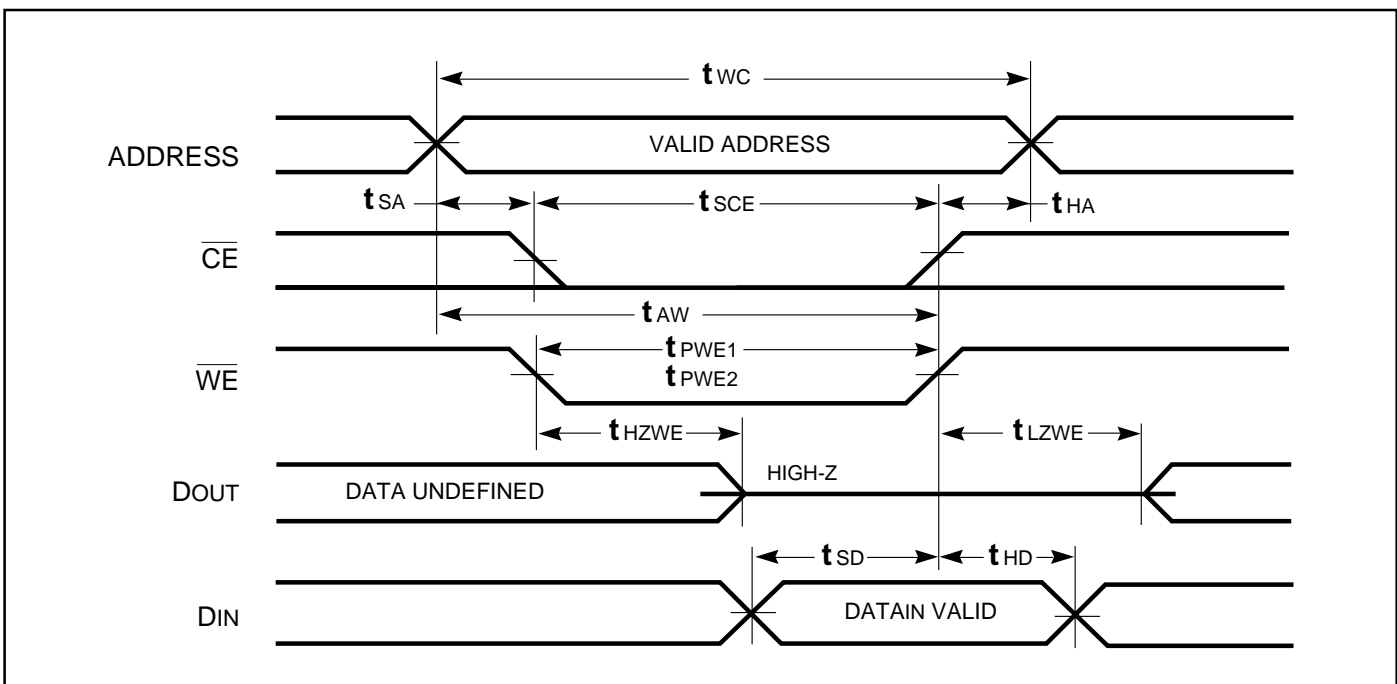 tWC
ADDRESS
VALID ADDRESS
tSA
tSCE
tHA
CE
tAW
tPWE1
WE
tPWE2
tHZWE
tLZWE
DOUT
DATA UNDEFINED
HIGH-Z
tSD
tHD
DIN
DATAIN VALID